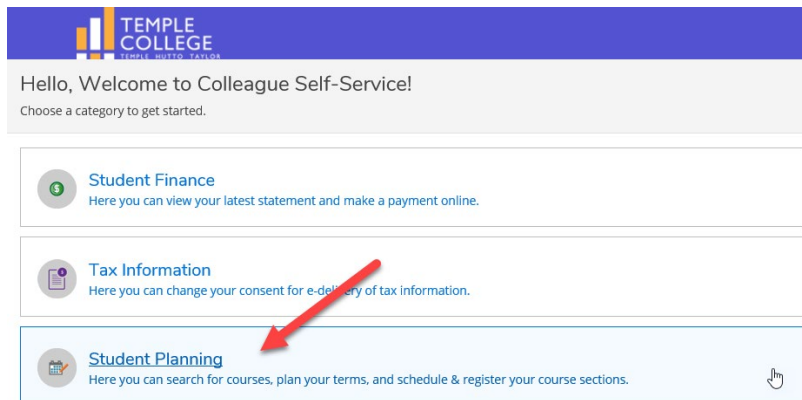 TEMPLE
COLLEGE
TEMPLE HUTTO TAYLOR
Hello, Welcome to Colleague Self-Service!
Choose a category to get started.
Student Finance
Here you can view your latest statement and make a payment online.
Tax Information
Here you can change your consent for e-delivery of tax information.
Student Planning
Here you can search for courses, plan your terms, and schedule & register your course sections.